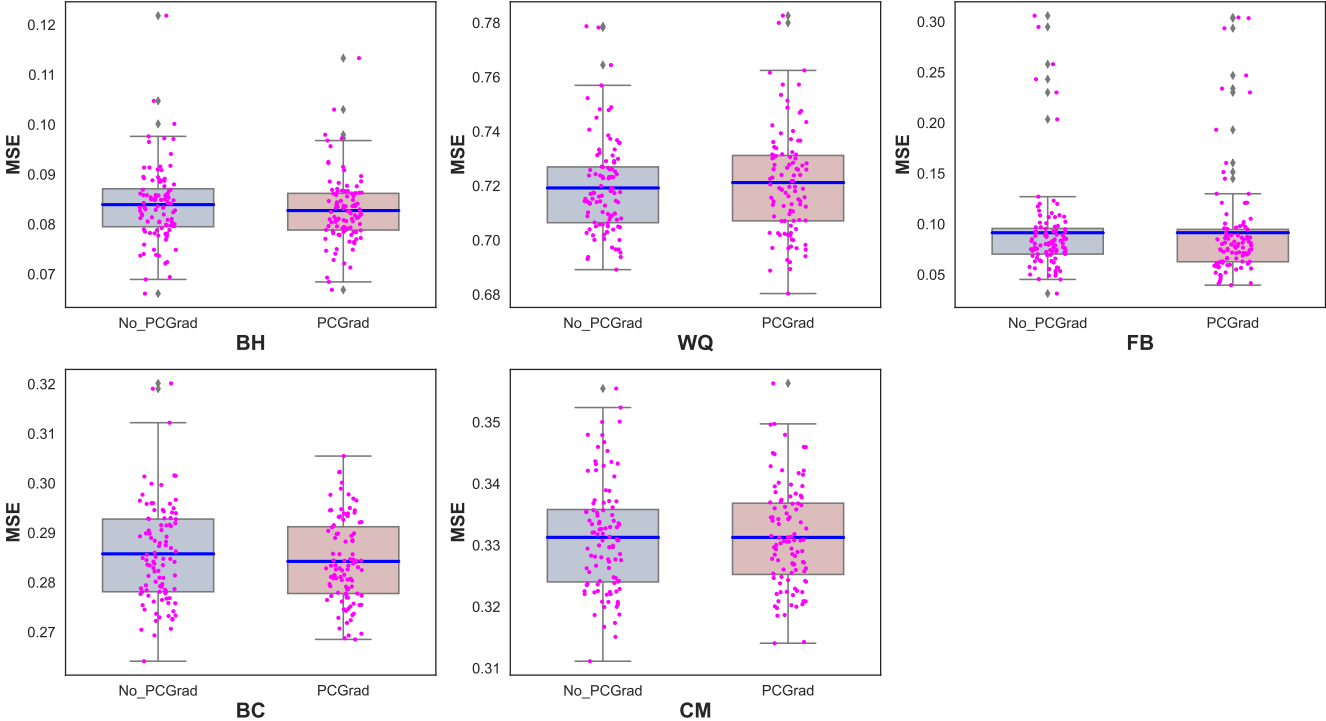 0.12
0.11
0.10
0.09
0.08
0.07
MSE
No_PCGrad PCGrad
BH
0.78
0.76
0.74
0.72
0.70
0.68
MSE
No_PCGrad PCGrad
WQ
0.30
0.25
0.20
0.15
0.10
0.05
MSE
No_PCGrad PCGrad
FB
0.32
0.31
0.30
0.29
0.28
0.27
MSE
No_PCGrad PCGrad
BC
0.35
0.34
0.33
0.32
0.31
MSE
No_PCGrad PCGrad
CM